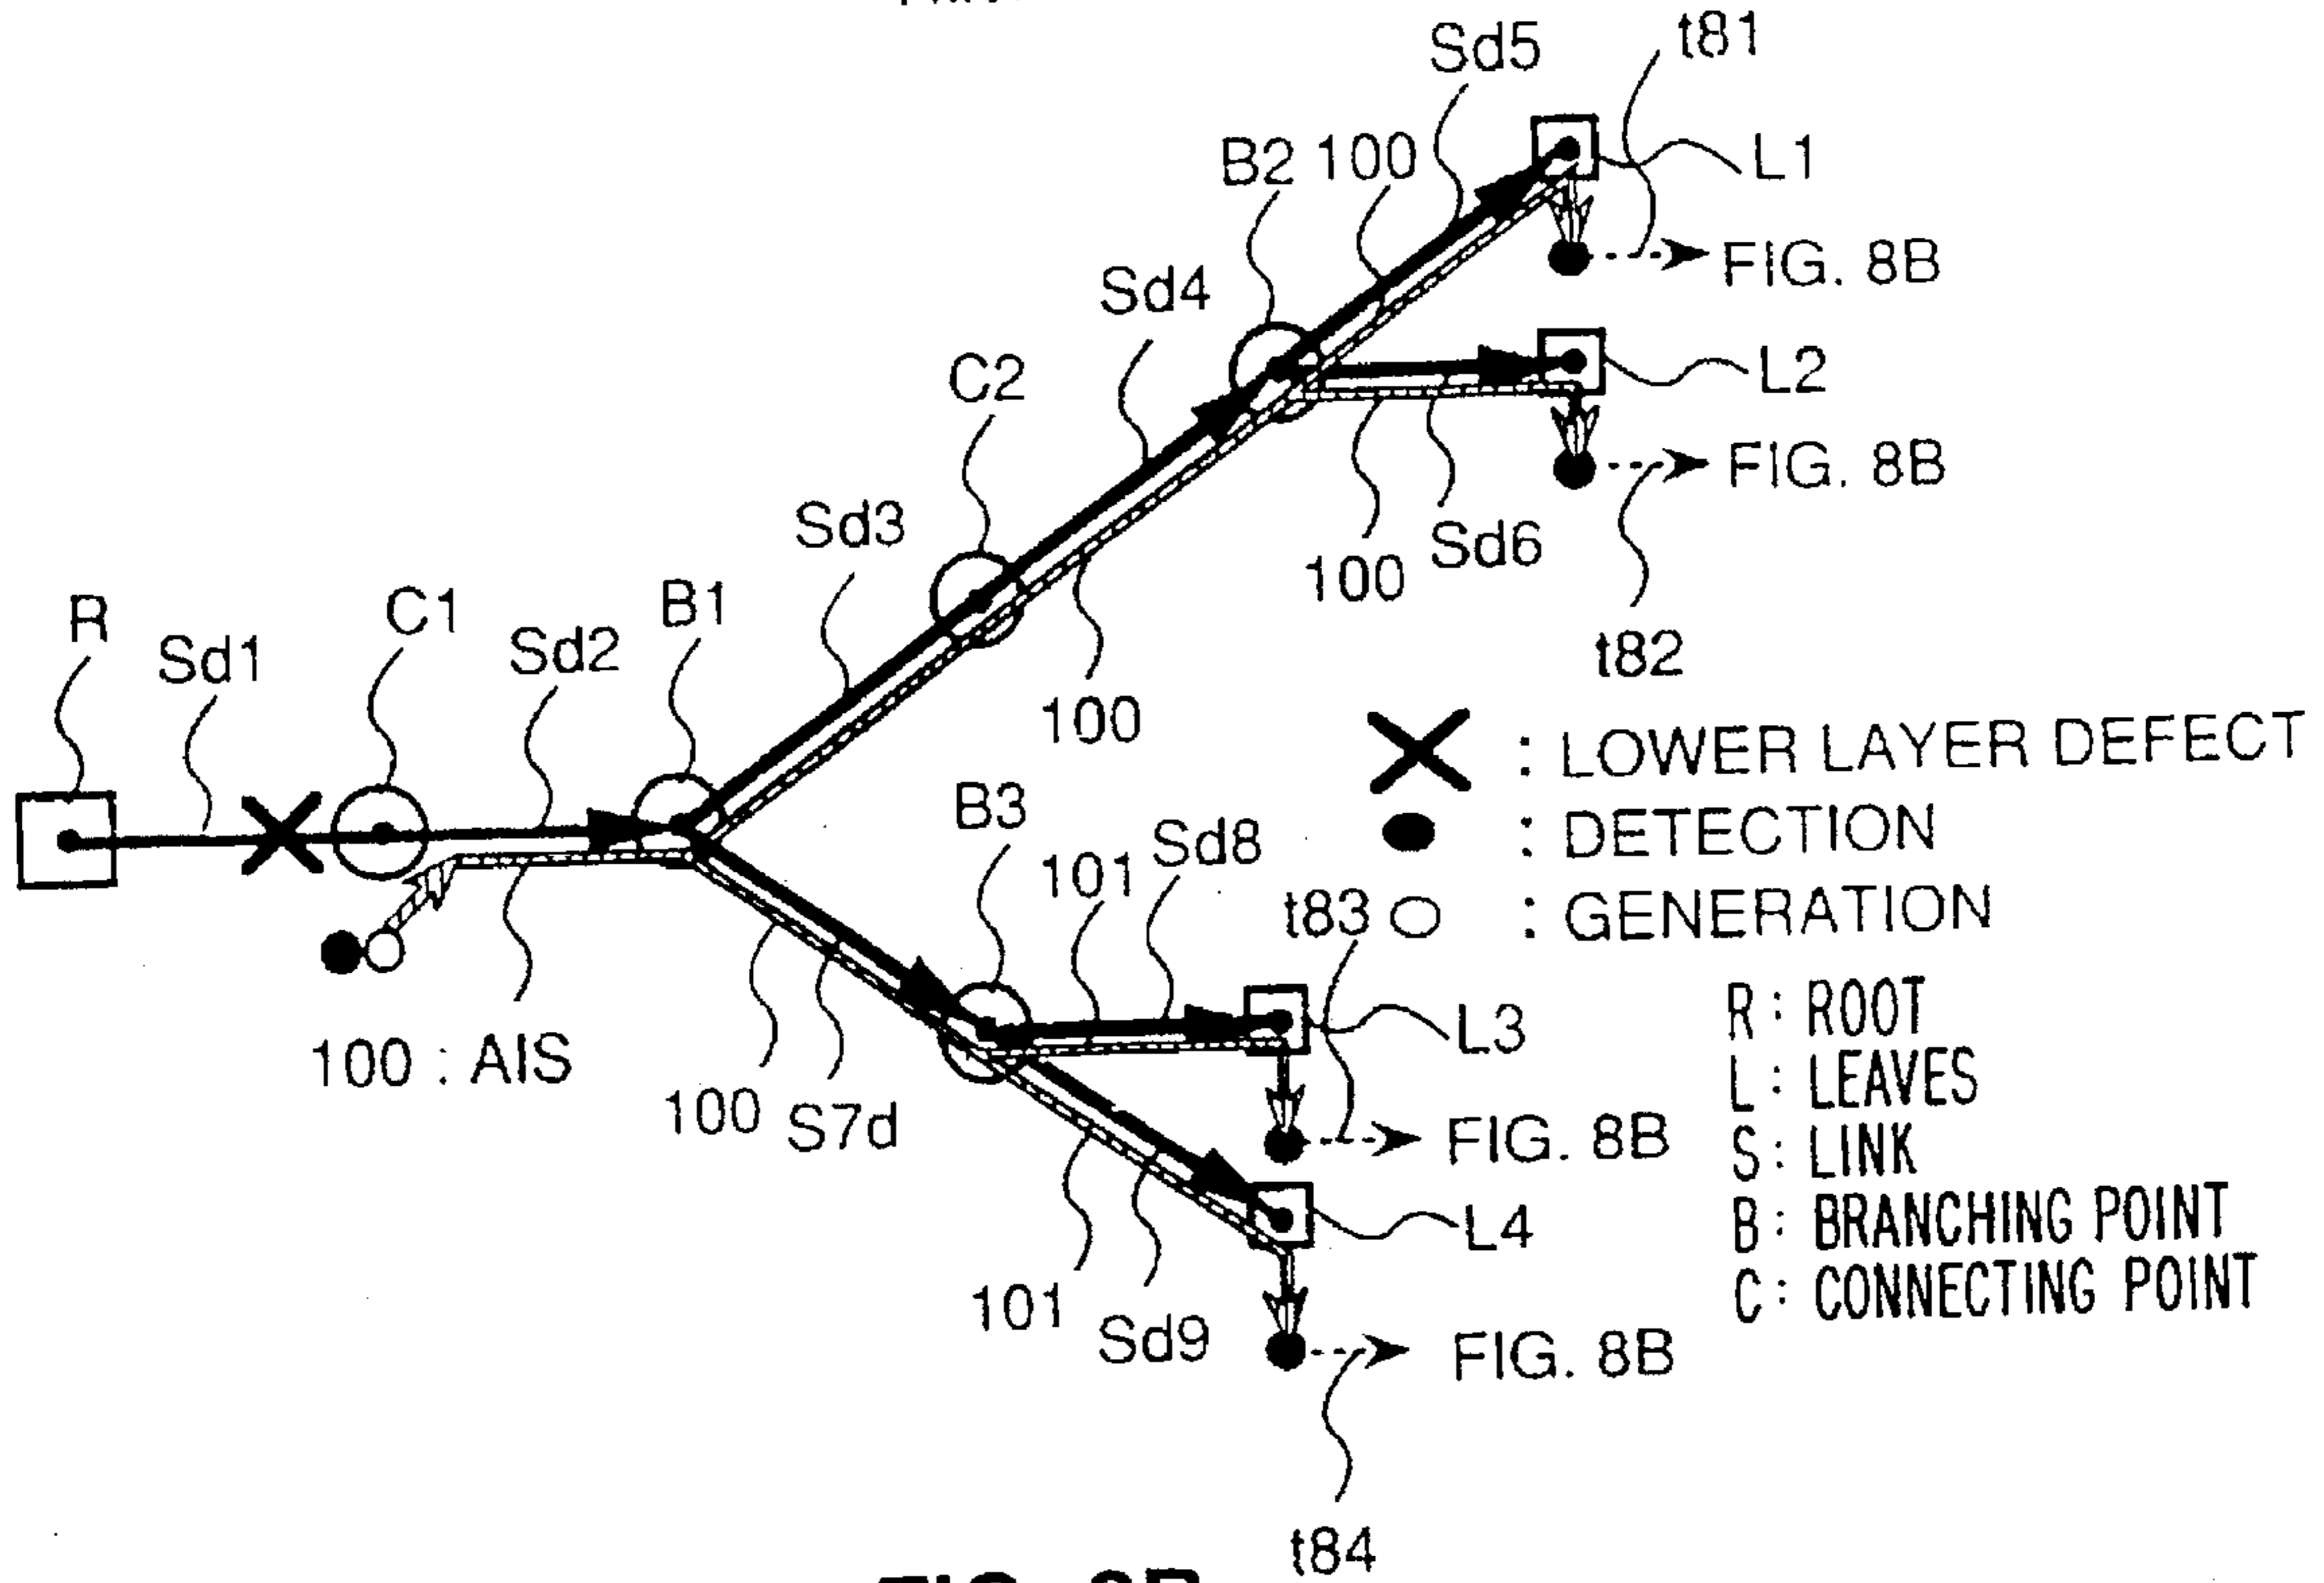 Sd5
t81
B2
100
L1
FIG. 8B
Sd4
C2
L2
FIG. 8B
Sd3
100
Sd6
R
C1
B1
Sd1
Sd2
t82
100
: LOWER LAYER DEFECT
B3
: DETECTION
101
Sd8
t83
: GENERATION
R : ROOT
L3
100 : AIS
L : LEAVES
100
S7d
FIG. 8B
S : LINK
L4
B : BRANCHING POINT
C : CONNECTING POINT
101
Sd9
FIG. 8B
t84